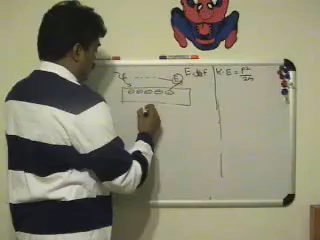 E = hf
K.E = p²/2m
E